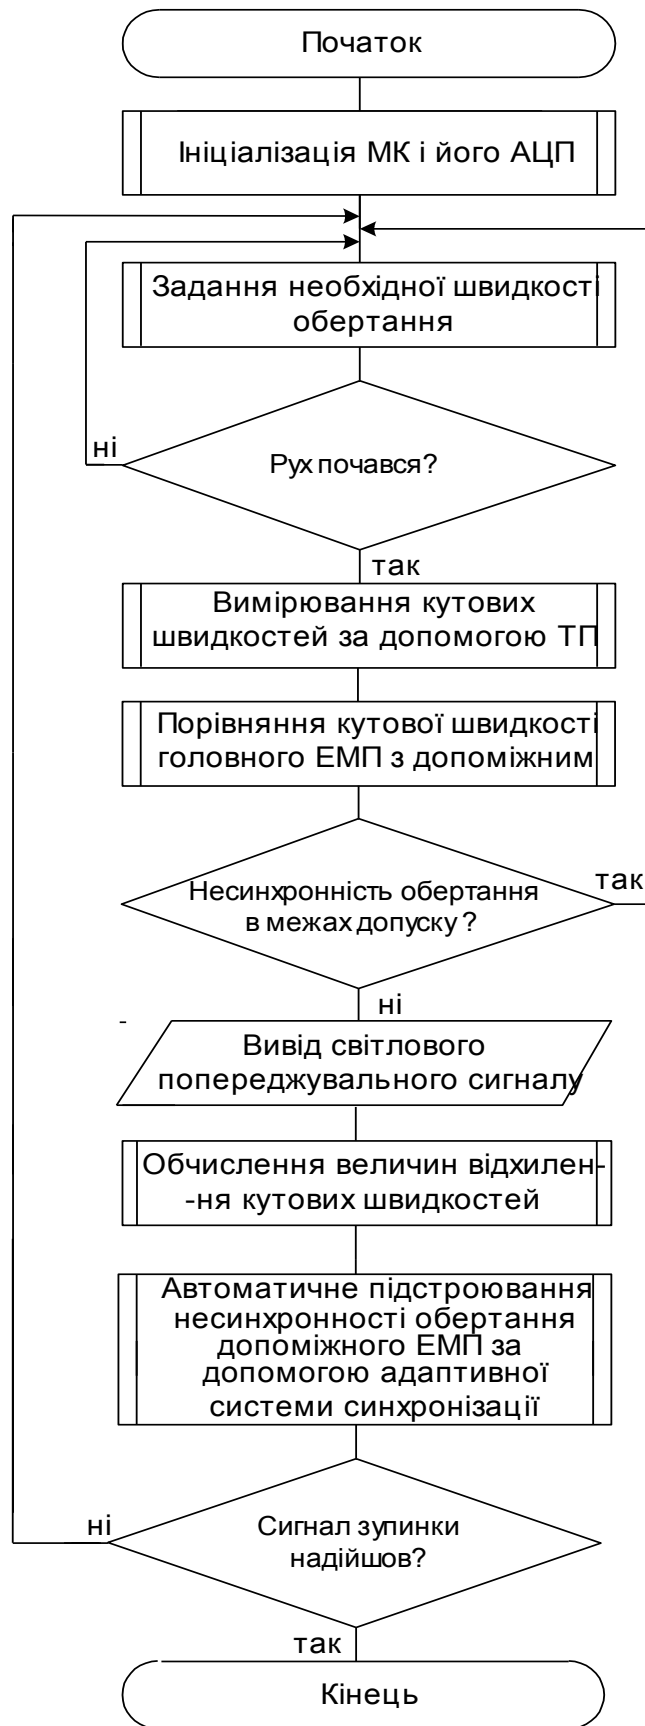 Початок
Ініціалізація МК і його АЦП
Задання необхідної швидкості
обертання
ні
Рух почався?
так
Вимірювання кутових
швидкостей за допомогою ТП
Порівняння кутової швидкості
головного ЕМП з допоміжним
Несинхронність обертання
в межах допуску ?
так
ні
Вивід світлового
попереджувального сигналу
Обчислення величин відхилен-
-ня кутових швидкостей
Автоматичне підстроювання
несинхронності обертання
допоміжного ЕМП за
допомогою адаптивної
системи синхронізації
ні
Сигнал зупинки
надійшов?
так
Кінець